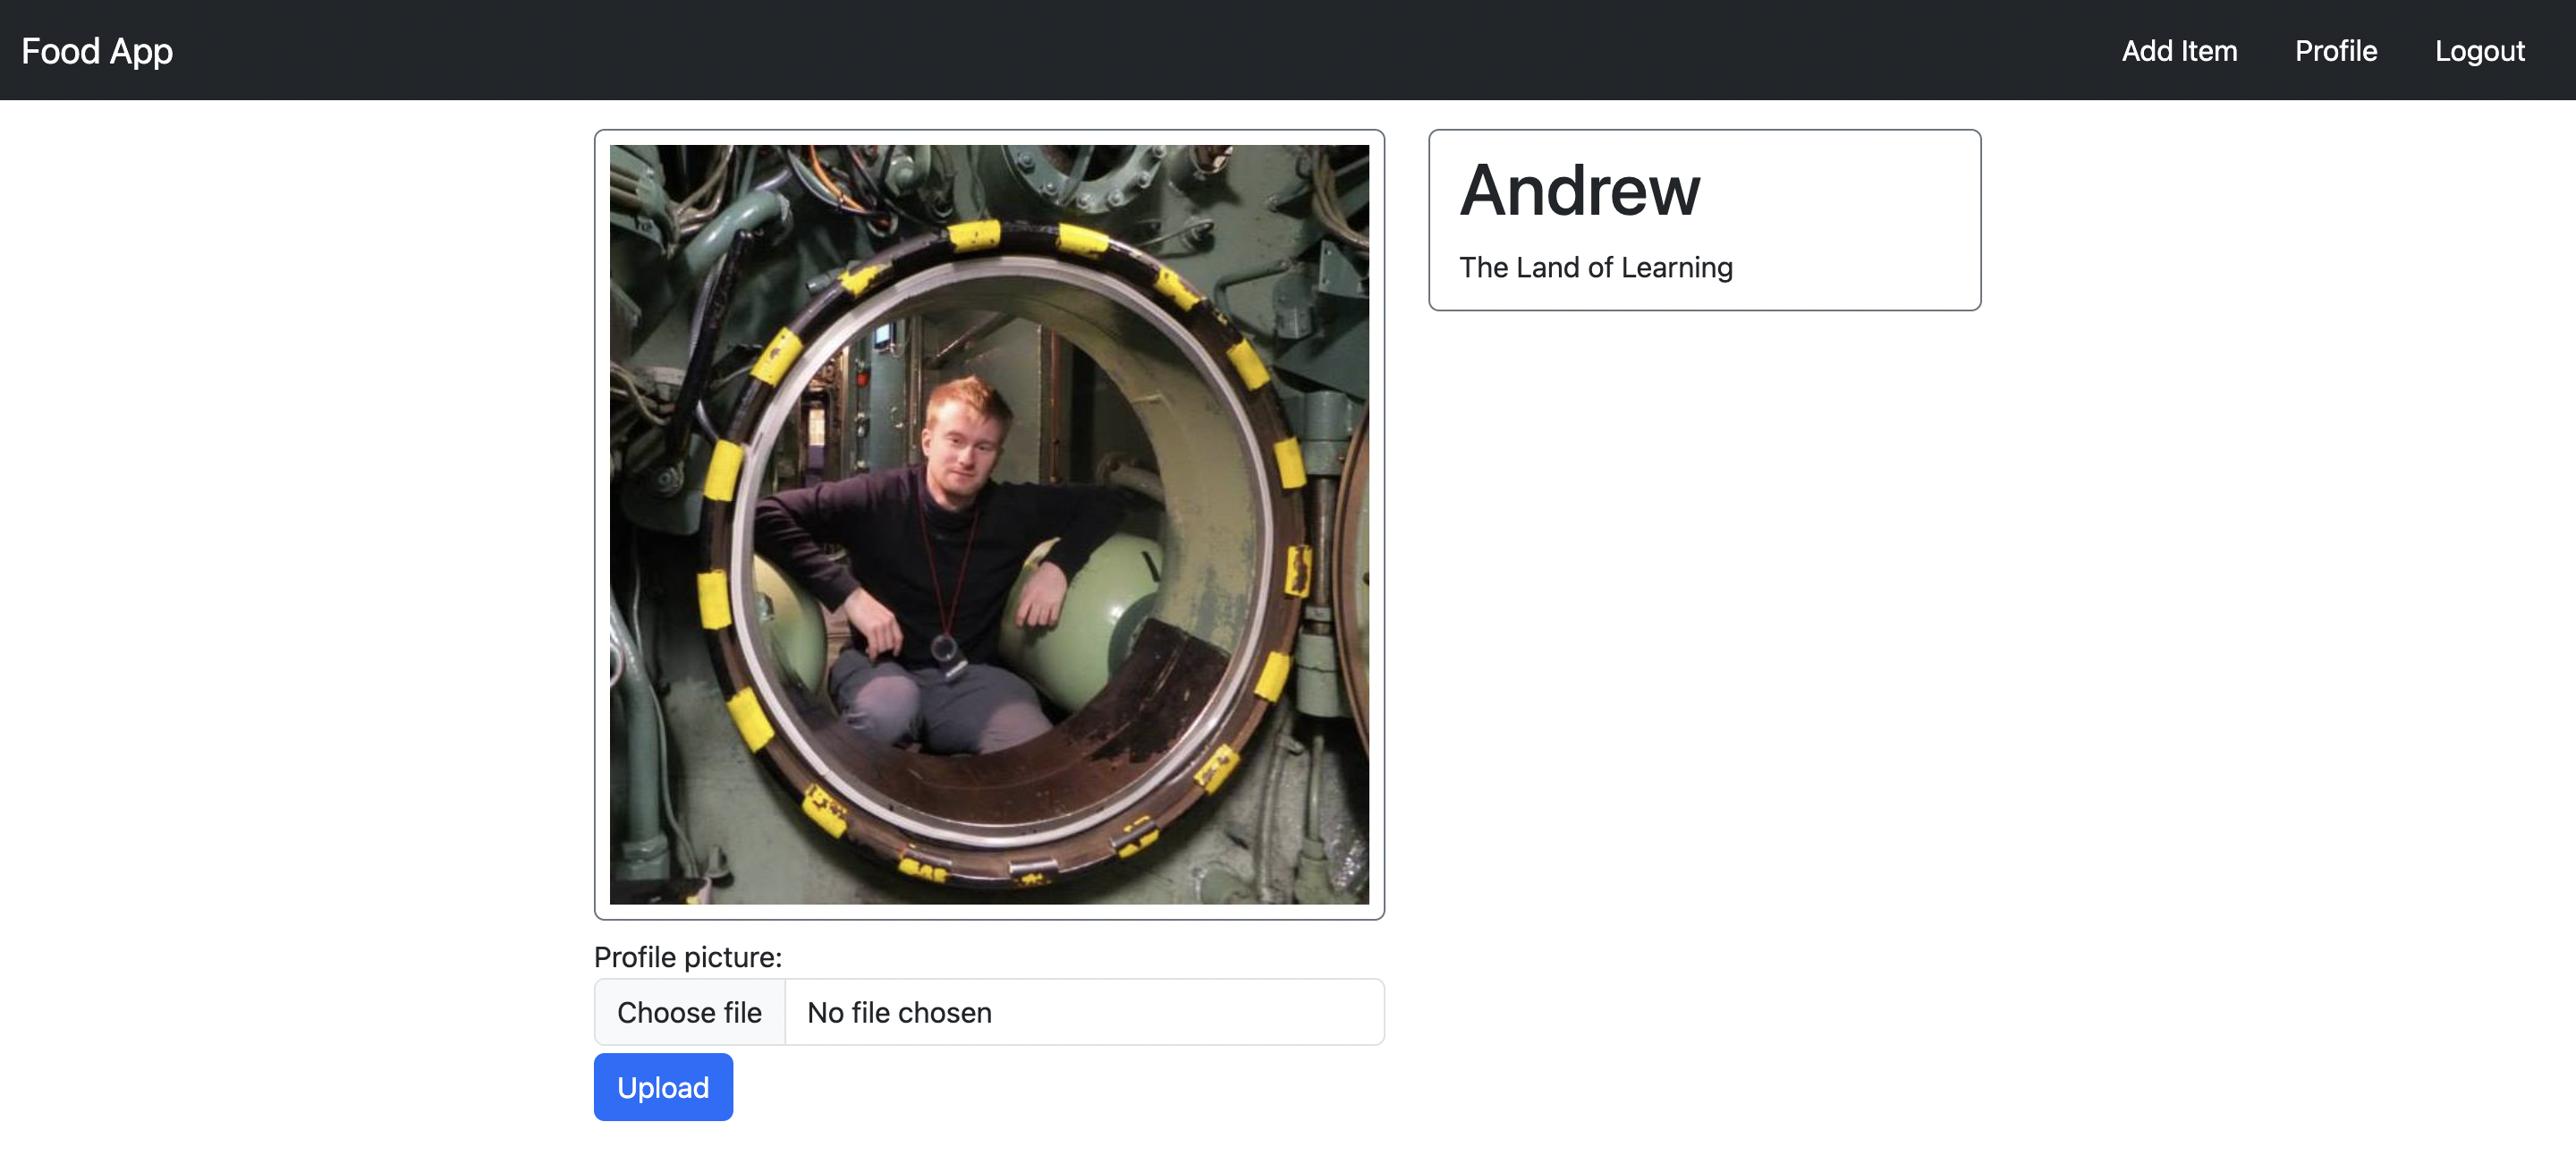 Food App
Add Item
Profile
Logout
Andrew
The Land of Learning
Profile picture:
Choose file
No file chosen
Upload